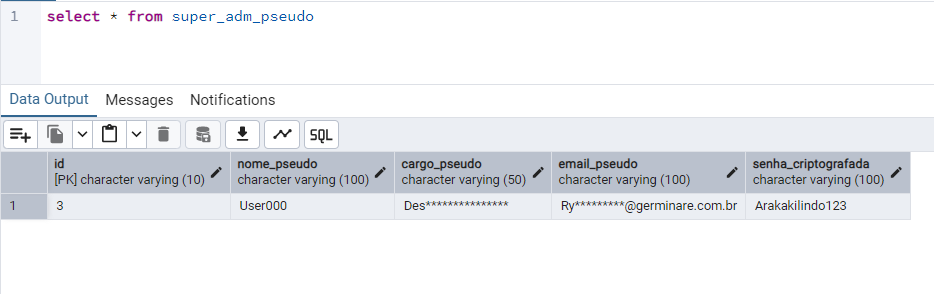 1 select * from super_adm_pseudo
Data Output Messages Notifications
SQL
id nome_pseudo cargo_pseudo email_pseudo senha_criptografada
[PK] character varying (10) character varying (100) character varying (50) character varying (100) character varying (100)
1 3 User000 Des*************** Ry*********@germinare.com.br Arakakilindo123